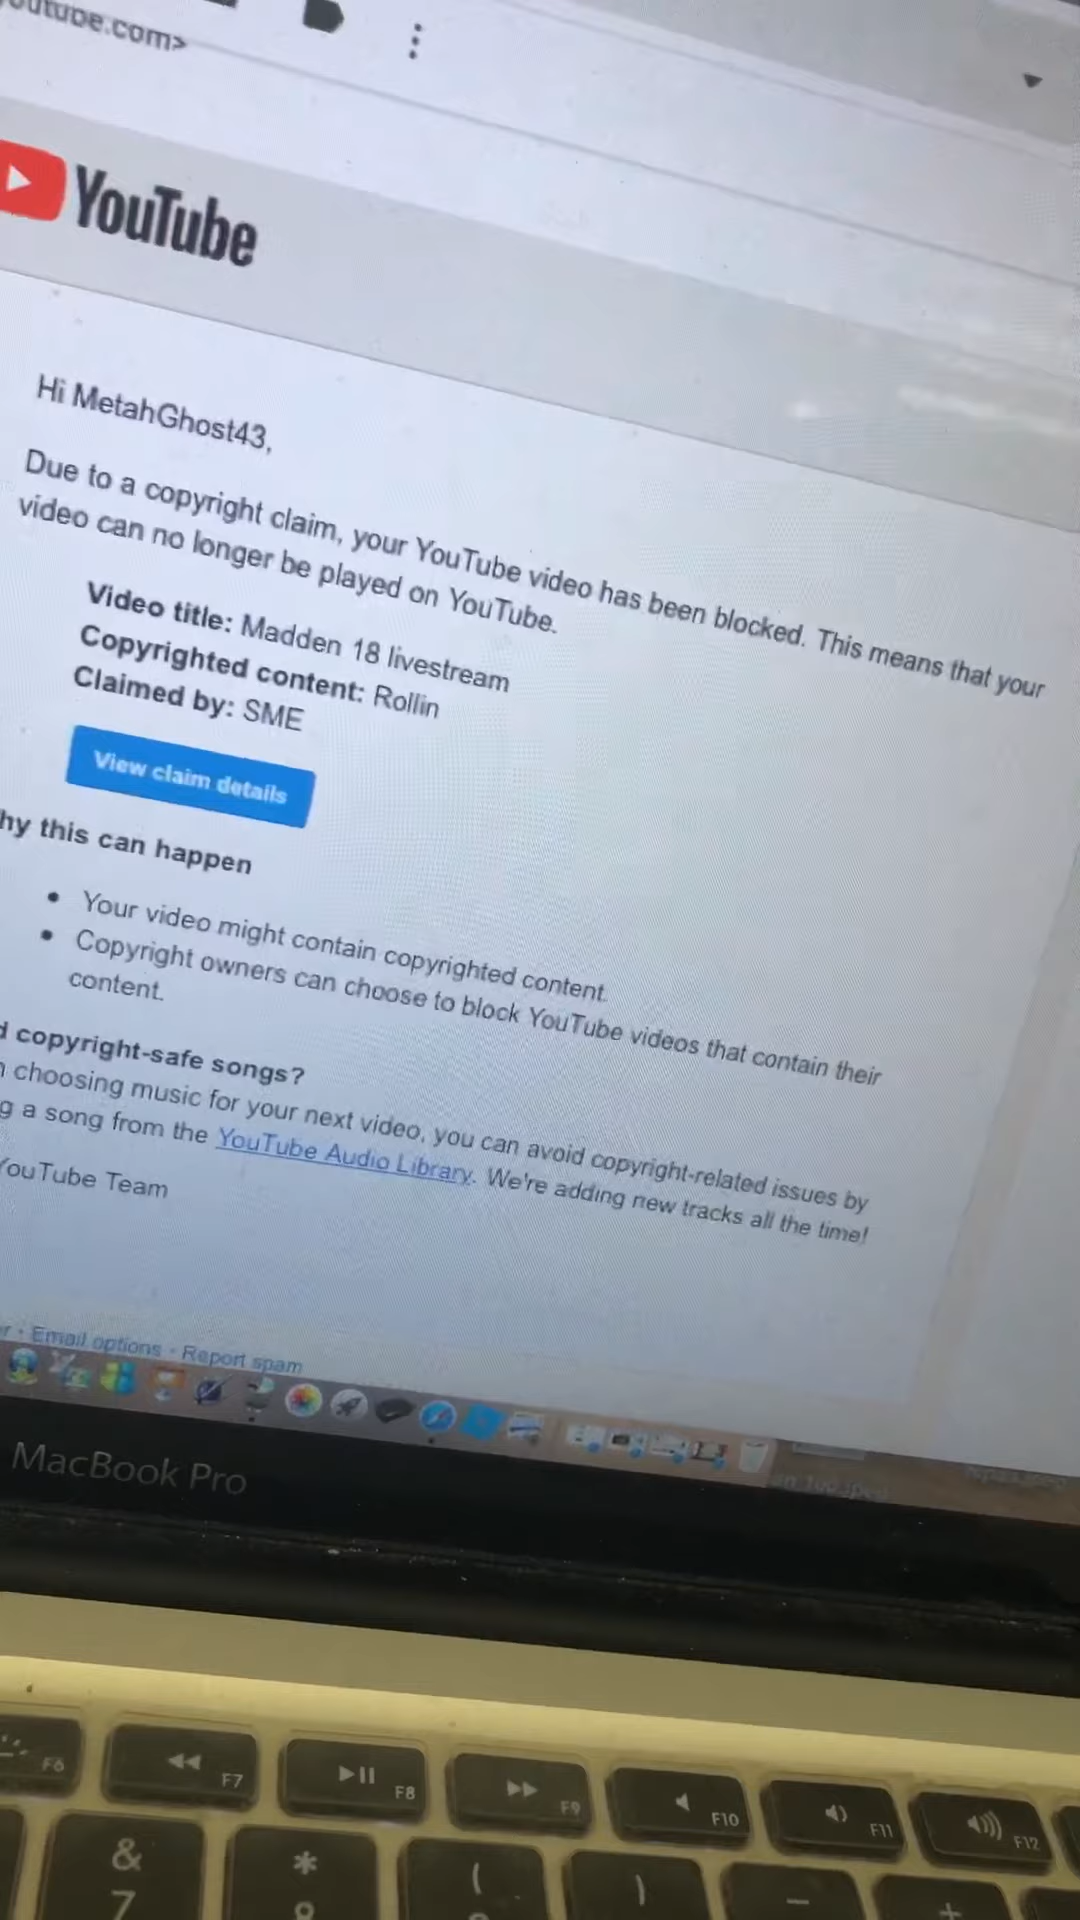 outube.com>
YouTube
Hi MetahGhost43,
Due to a copyright claim, your YouTube video has been blocked. This means that your
video can no longer be played on YouTube.
Video title: Madden 18 livestream
Copyrighted content: Rollin
Claimed by: SME
View claim details
hy this can happen
• Your video might contain copyrighted content.
• Copyright owners can choose to block YouTube videos that contain their
content.
d copyright-safe songs?
n choosing music for your next video, you can avoid copyright-related issues by
g a song from the YouTube Audio Library. We're adding new tracks all the time!
YouTube Team
r • Email options • Report spam
MacBook Pro
F6 F7 F8 F9 F10 F11 F12
& * ( ) – +
7